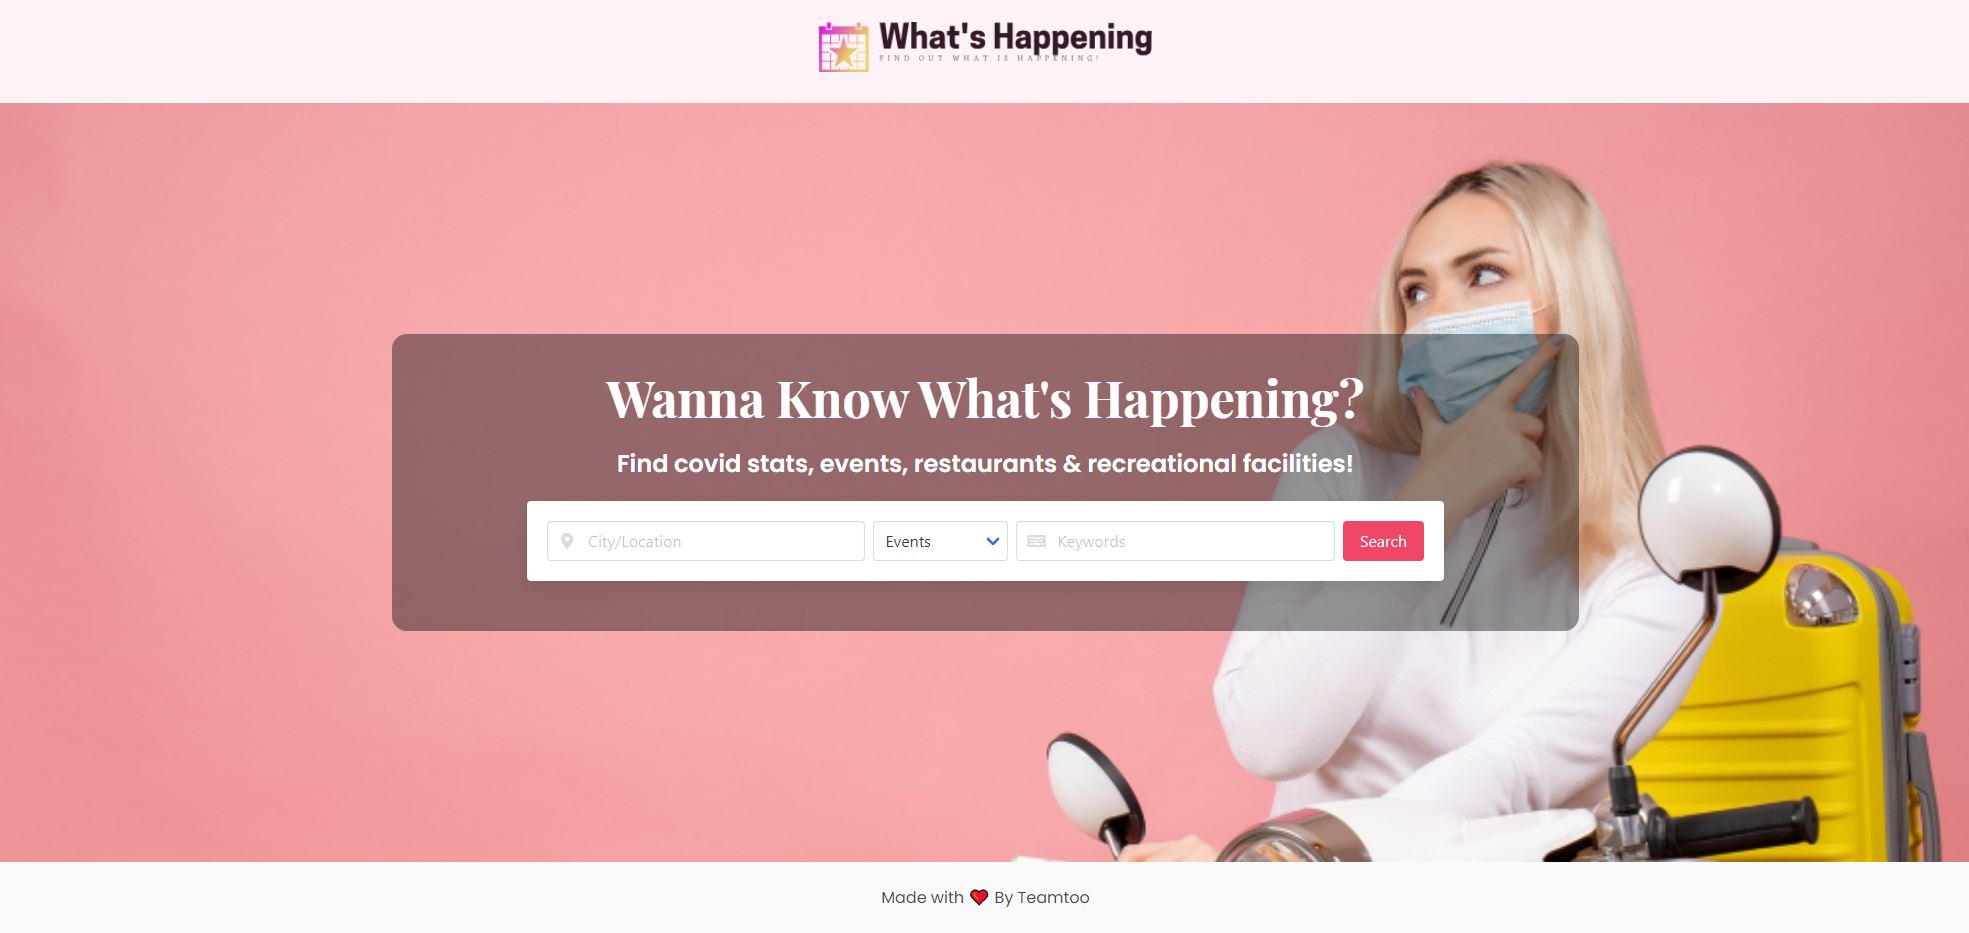 What's Happening
FIND OUT WHAT IS HAPPENING!
Wanna Know What's Happening?
Find covid stats, events, restaurants & recreational facilities!
City/Location
Events
Keywords
Search
Made with ❤ By Teamtoo